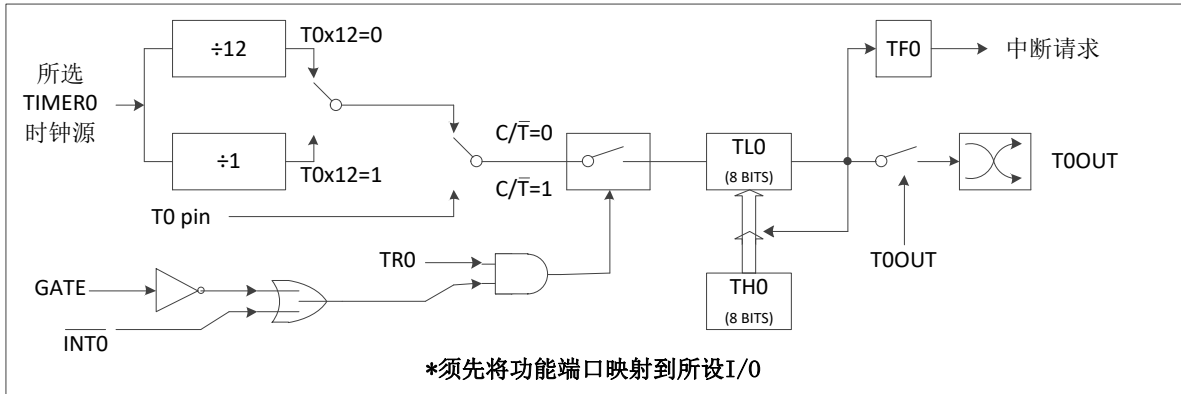 ÷12
T0x12=0
所选
TIMER0
时钟源
÷1
T0x12=1
T0 pin
C/T̅=0
C/T̅=1
TL0
(8 BITS)
TF0
中断请求
T0OUT
T0OUT
TR0
GATE
I̅N̅T̅0̅
TH0
(8 BITS)
*须先将功能端口映射到所设I/0